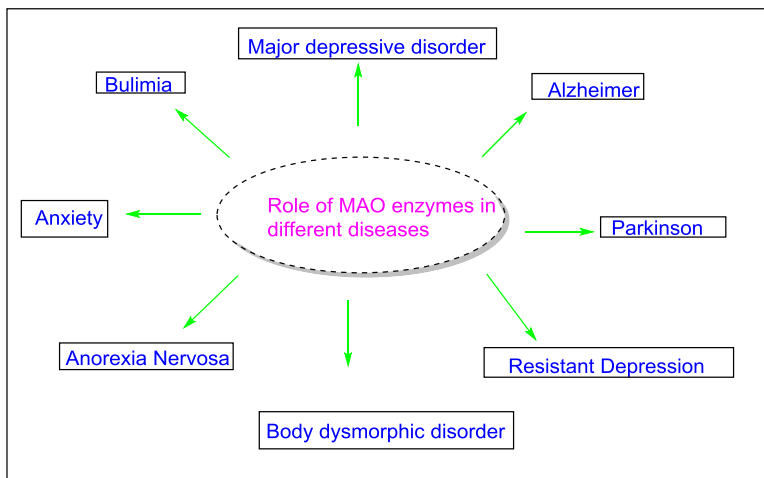 Major depressive disorder
Bulimia
Alzheimer
Role of MAO enzymes in
different diseases
Anxiety
Parkinson
Anorexia Nervosa
Resistant Depression
Body dysmorphic disorder